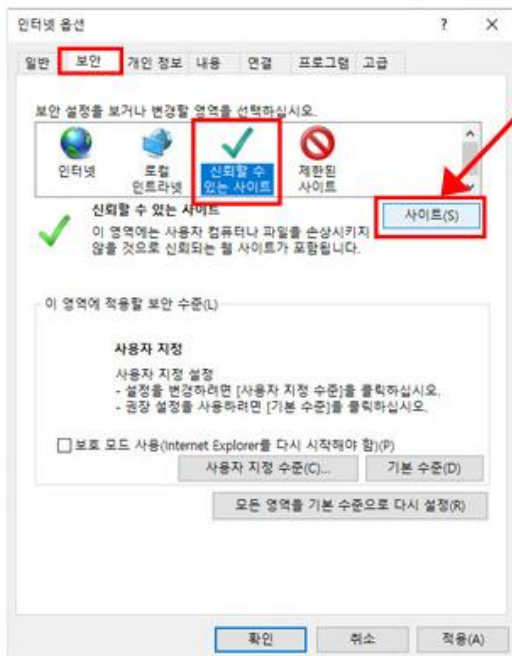 인터넷 옵션 ? ×
일반 보안 개인 정보 내용 연결 프로그램 고급
보안 설정을 보거나 변경할 영역을 선택하십시오.
인터넷 로컬 인트라넷 신뢰할 수 있는 사이트 제한된 사이트
신뢰할 수 있는 사이트
사이트(S)
이 영역에는 사용자 컴퓨터나 파일을 손상시키지
않을 것으로 신뢰되는 웹 사이트가 포함됩니다.
이 영역에 적용할 보안 수준(L)
사용자 지정
사용자 지정 설정
- 설정을 변경하려면 [사용자 지정 수준]을 클릭하십시오.
- 권장 설정을 사용하려면 [기본 수준]을 클릭하십시오.
보호 모드 사용(Internet Explorer를 다시 시작해야 함)(P)
사용자 지정 수준(C)... 기본 수준(D)
모든 영역을 기본 수준으로 다시 설정(R)
확인 취소 적용(A)